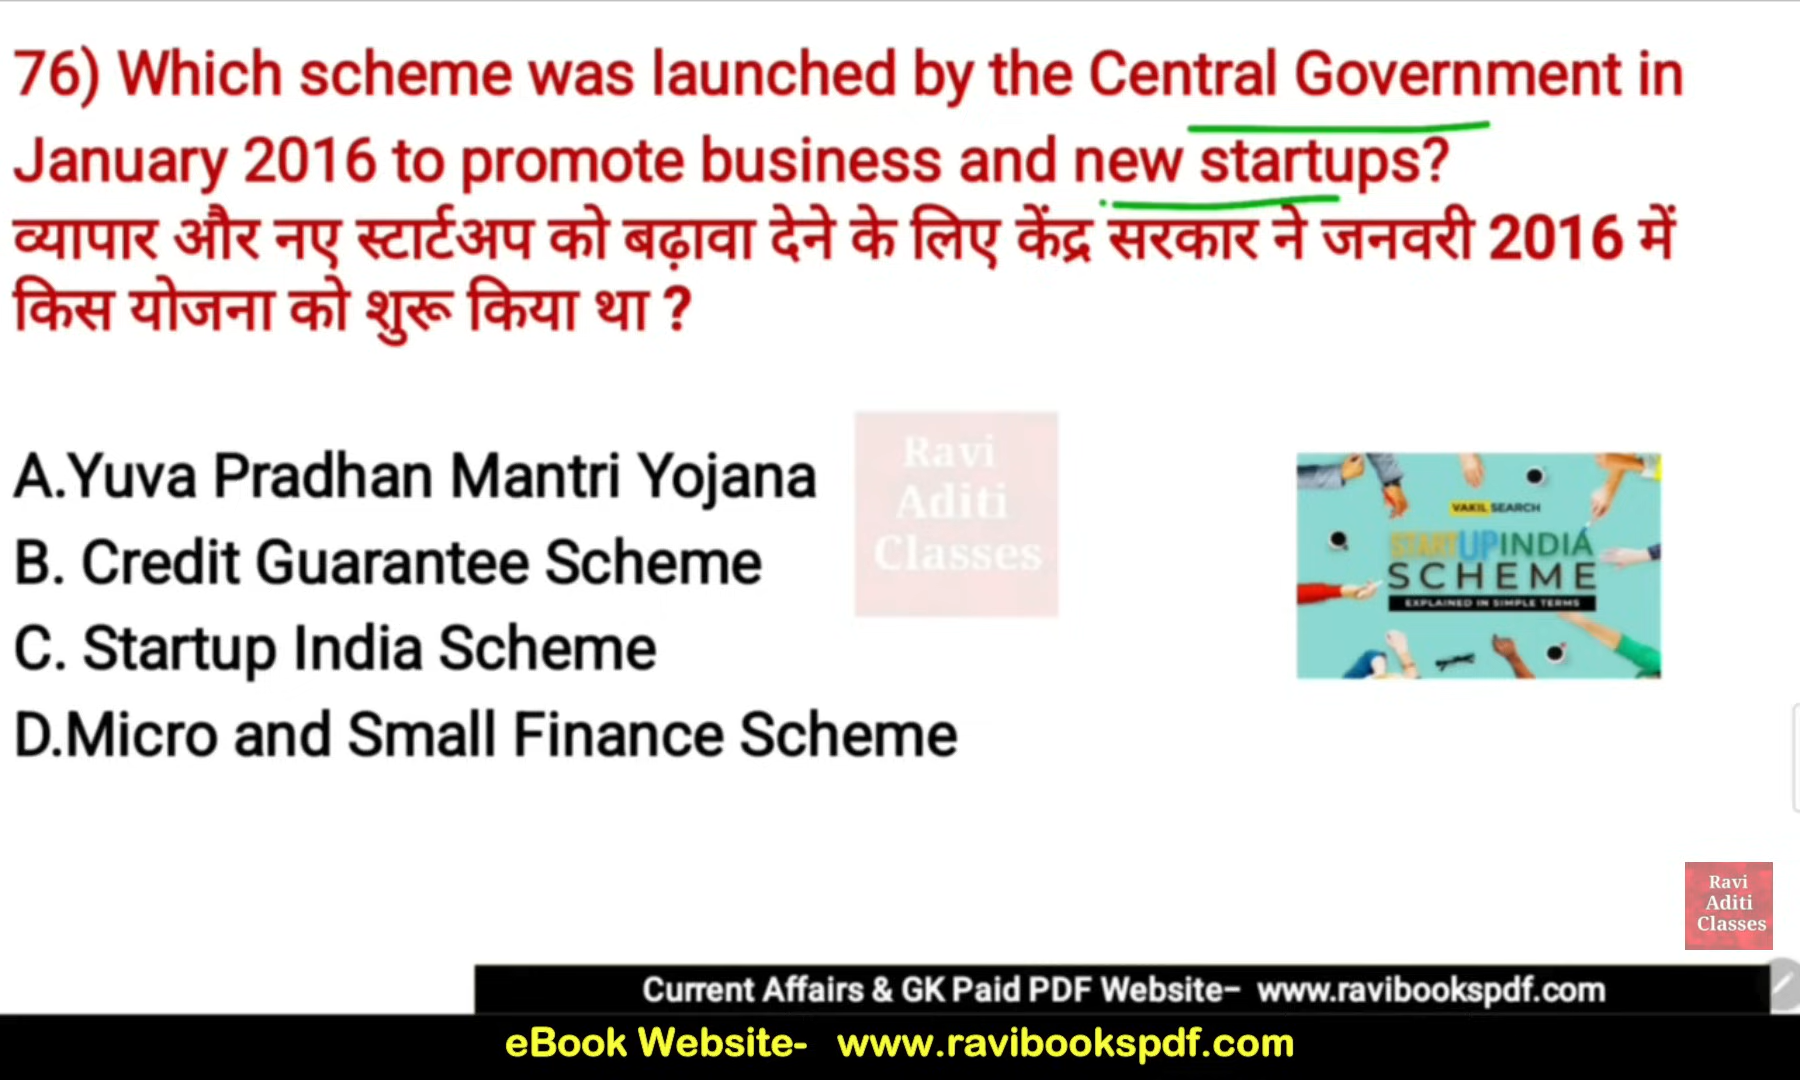 76) Which scheme was launched by the Central Government in
January 2016 to promote business and new startups?
व्यापार और नए स्टार्टअप को बढ़ावा देने के लिए केंद्र सरकार ने जनवरी 2016 में
किस योजना को शुरू किया था ?
A.Yuva Pradhan Mantri Yojana
B. Credit Guarantee Scheme
C. Startup India Scheme
D.Micro and Small Finance Scheme
Ravi
Aditi
Classes
VAKIL SEARCH
STARTUPINDIA
SCHEME
EXPLAINED IN SIMPLE TERMS
Ravi
Aditi
Classes
Current Affairs & GK Paid PDF Website– www.ravibookspdf.com
eBook Website- www.ravibookspdf.com